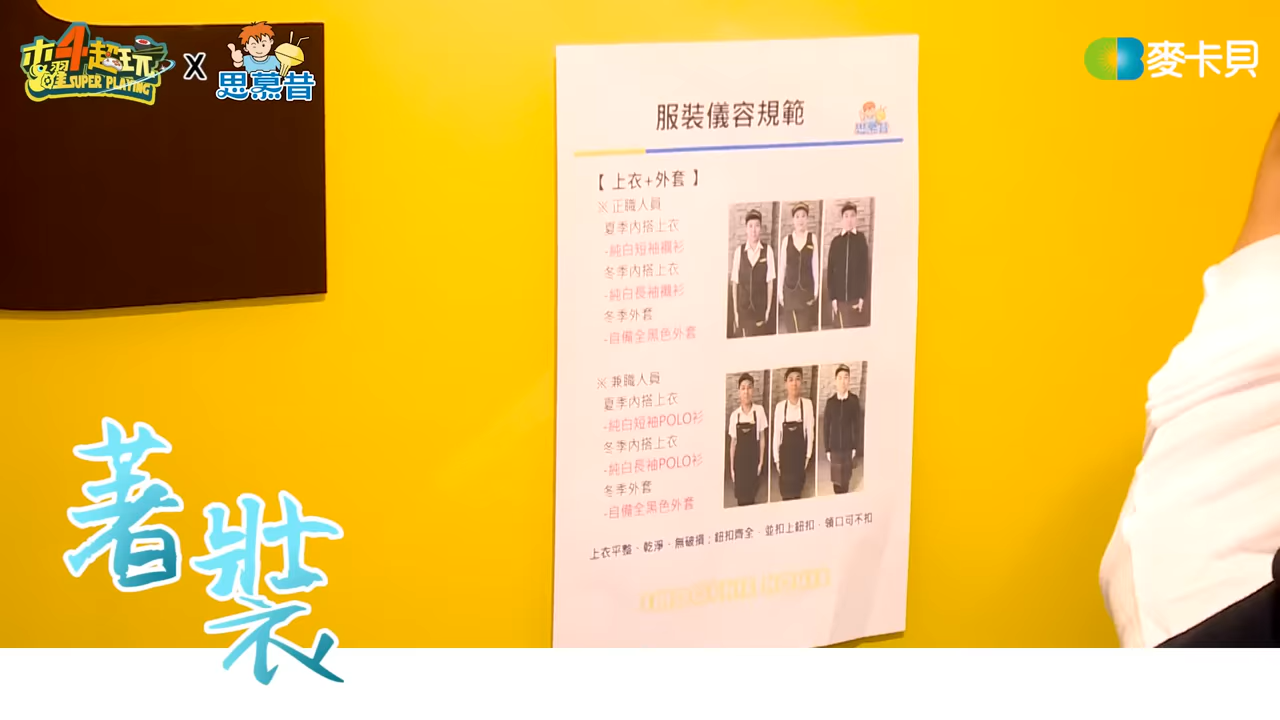 木曜4超玩
SUPER PLAYING
X
思慕昔
麥卡貝
服裝儀容規範
思慕昔
【 上衣+外套 】
※ 正職人員
夏季內搭上衣
-純白短袖襯衫
冬季內搭上衣
-純白長袖襯衫
冬季外套
-自備全黑色外套
※ 兼職人員
夏季內搭上衣
-純白短袖POLO衫
冬季內搭上衣
-純白長袖POLO衫
冬季外套
-自備全黑色外套
上衣平整、乾淨、無破損；鈕扣齊全、並扣上鈕扣、領口可不扣
著裝